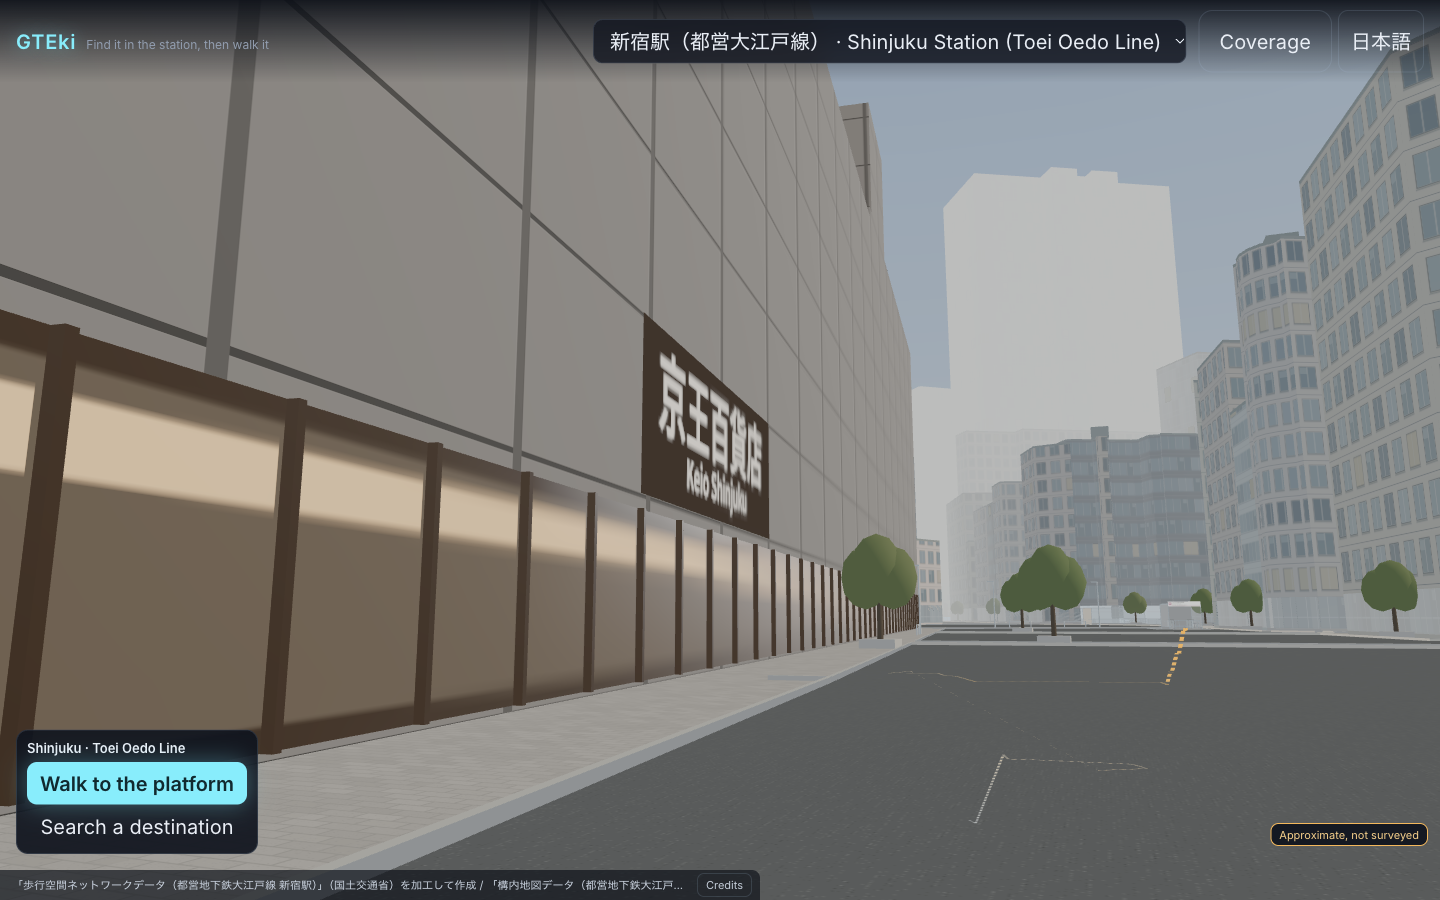 GTEki
Find it in the station, then walk it
新宿駅（都営大江戸線） · Shinjuku Station (Toei Oedo Line)
Coverage
日本語
京王百貨店
Keio Shinjuku
Shinjuku · Toei Oedo Line
Walk to the platform
Search a destination
Approximate, not surveyed
「歩行空間ネットワークデータ（都営地下鉄大江戸線 新宿駅）」（国土交通省）を加工して作成 / 「構内地図データ（都営地下鉄大江戸…
Credits